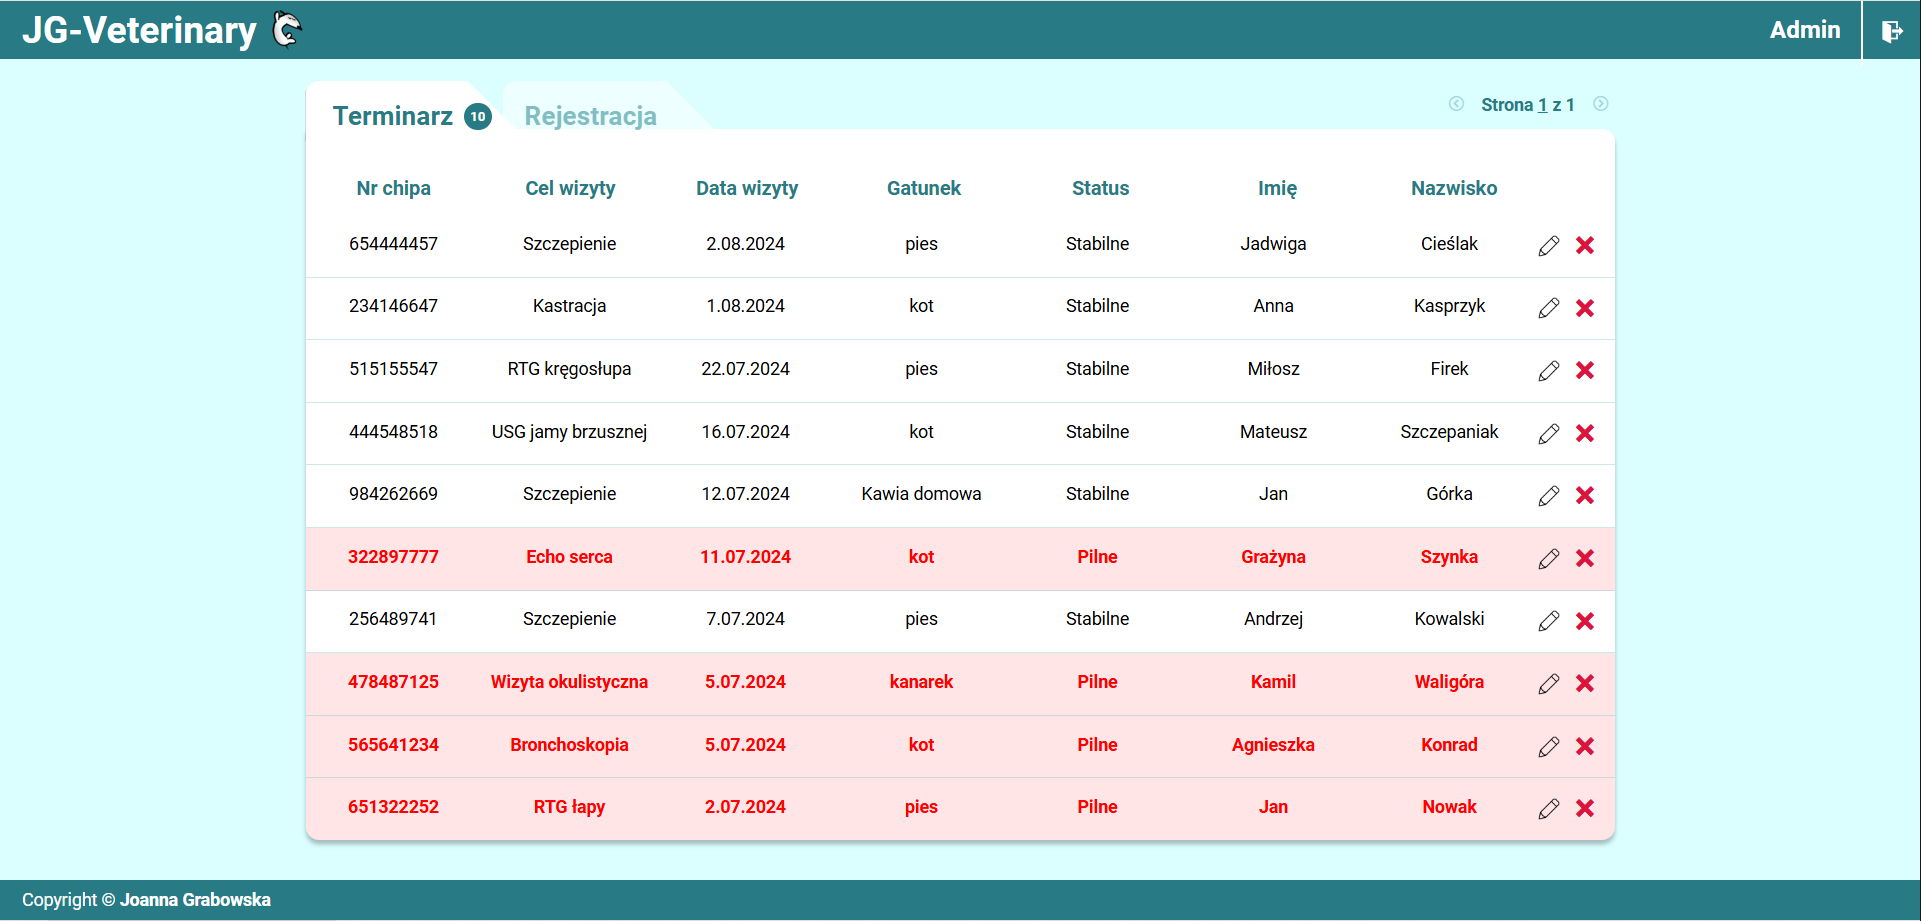 JG-Veterinary Admin
Terminarz 10 Rejestracja Strona 1 z 1
Nr chipa Cel wizyty Data wizyty Gatunek Status Imię Nazwisko
654444457 Szczepienie 2.08.2024 pies Stabilne Jadwiga Cieślak
234146647 Kastracja 1.08.2024 kot Stabilne Anna Kasprzyk
515155547 RTG kręgosłupa 22.07.2024 pies Stabilne Miłosz Firek
444548518 USG jamy brzusznej 16.07.2024 kot Stabilne Mateusz Szczepaniak
984262669 Szczepienie 12.07.2024 Kawia domowa Stabilne Jan Górka
322897777 Echo serca 11.07.2024 kot Pilne Grażyna Szynka
256489741 Szczepienie 7.07.2024 pies Stabilne Andrzej Kowalski
478487125 Wizyta okulistyczna 5.07.2024 kanarek Pilne Kamil Waligóra
565641234 Bronchoskopia 5.07.2024 kot Pilne Agnieszka Konrad
651322252 RTG łapy 2.07.2024 pies Pilne Jan Nowak
Copyright © Joanna Grabowska